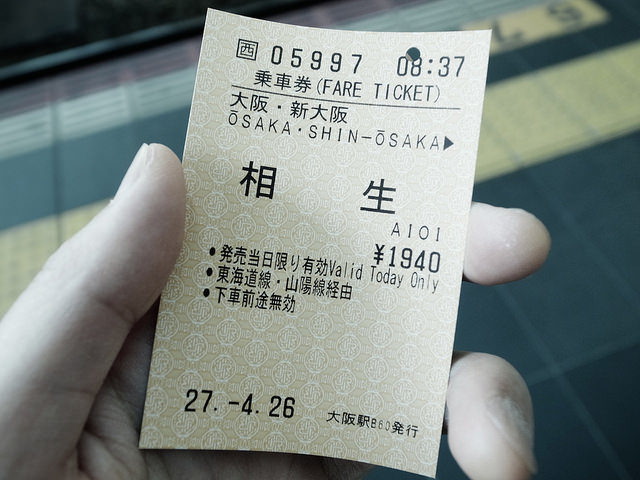 西 05997 08:37
乗車券(FARE TICKET)
大阪・新大阪
ŌSAKA・SHIN-ŌSAKA▶
相 生
AIOI
¥1940
●発売当日限り有効Valid Today Only
●東海道線・山陽線経由
●下車前途無効
27.-4.26 大阪駅B60発行